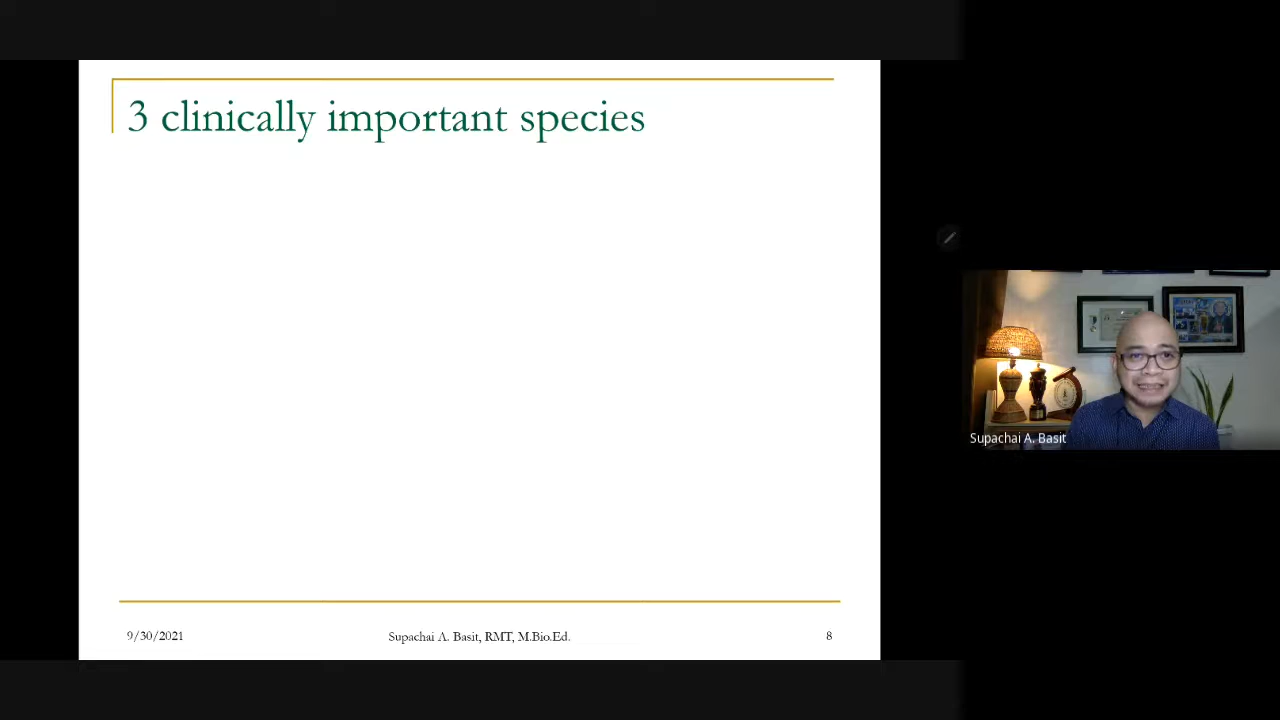 3 clinically important species
9/30/2021
Supachai A. Basit, RMT, M.Bio.Ed.
8
Supachai A. Basit